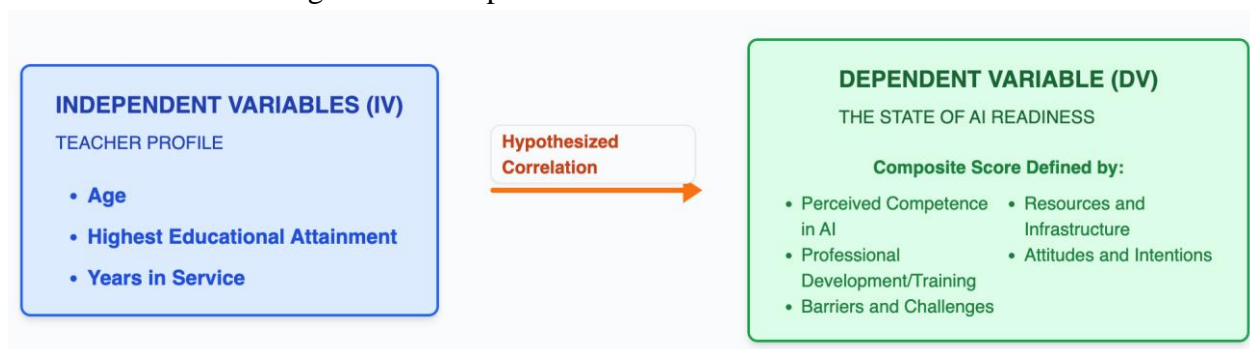 INDEPENDENT VARIABLES (IV)
TEACHER PROFILE
• Age
• Highest Educational Attainment
• Years in Service
Hypothesized
Correlation
DEPENDENT VARIABLE (DV)
THE STATE OF AI READINESS
Composite Score Defined by:
• Perceived Competence
in AI
• Professional
Development/Training
• Barriers and Challenges
• Resources and
Infrastructure
• Attitudes and Intentions